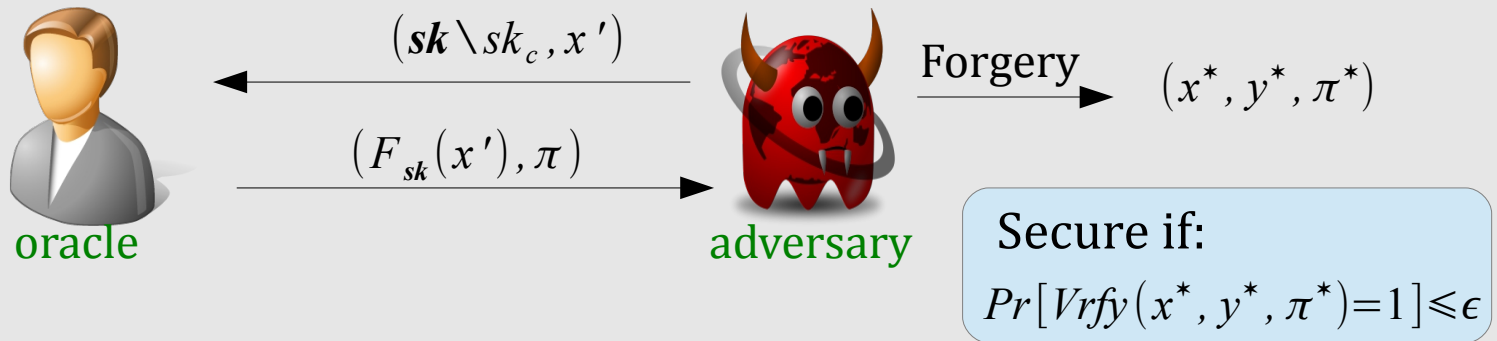 (sk \ sk_c, x')
Forgery
(x*, y*, π*)
(F_sk(x'), π)
oracle
adversary
Secure if:
Pr[Vrfy(x*, y*, π*)=1]⩽ϵ